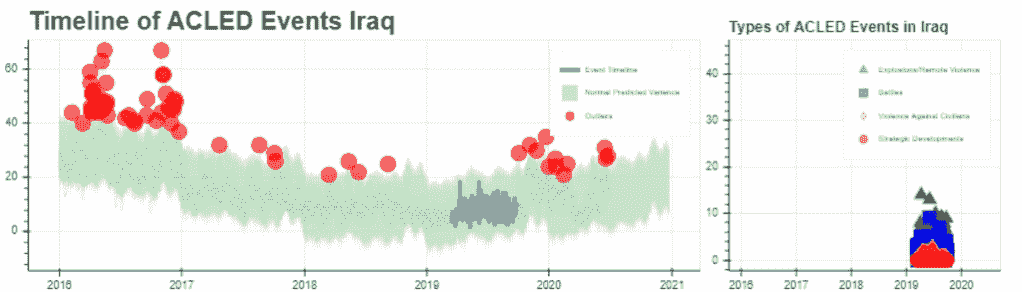 Timeline of ACLED Events Iraq
60
40
20
0
2016
2017
2018
2019
2020
2021
Event Timeline
Normal Predicted Variance
Outliers
Types of ACLED Events in Iraq
40
30
20
10
0
2016
2017
2018
2019
2020
Explosions/Remote Violence
Battles
Violence Against Civilians
Strategic Developments